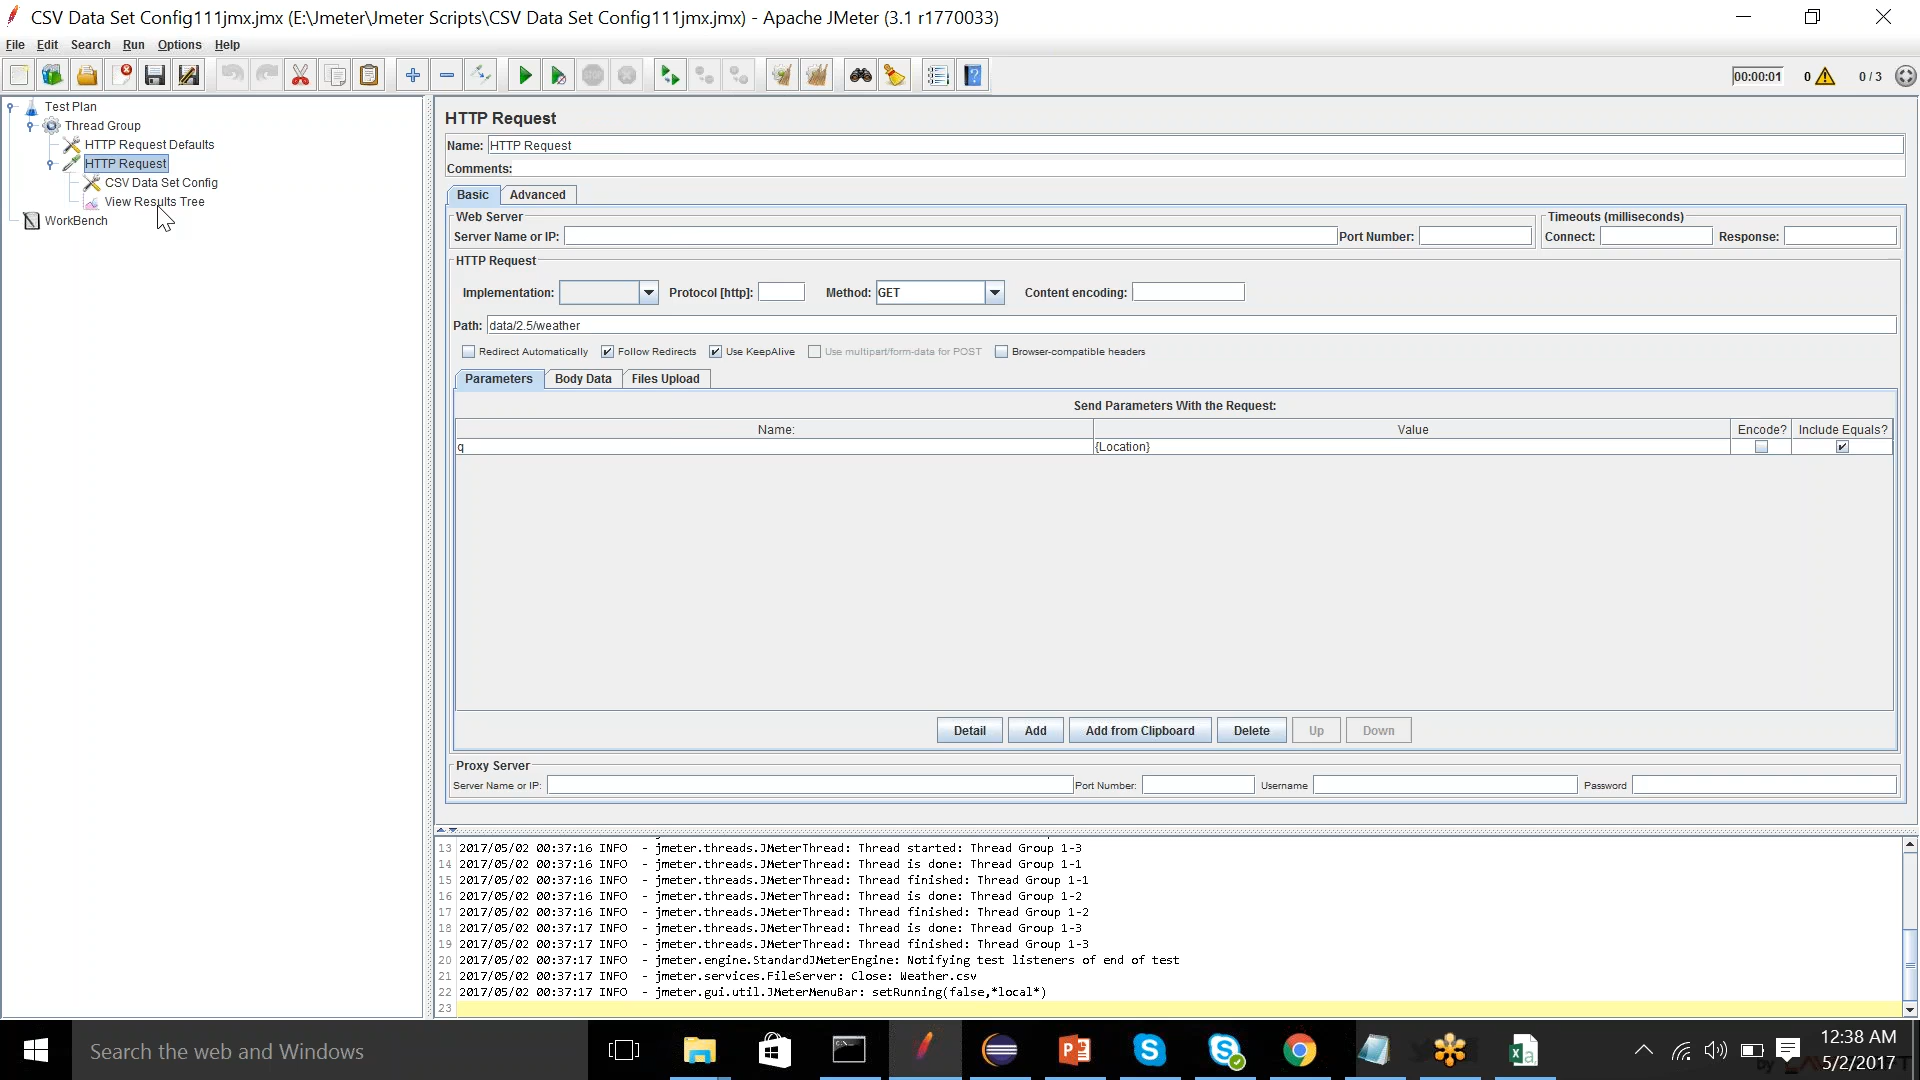 CSV Data Set Config111jmx.jmx (E:\Jmeter\Jmeter Scripts\CSV Data Set Config111jmx.jmx) - Apache JMeter (3.1 r1770033)
File Edit Search Run Options Help
00:00:01 0 0 / 3
Test Plan
Thread Group
HTTP Request Defaults
HTTP Request
CSV Data Set Config
View Results Tree
WorkBench
HTTP Request
Name: HTTP Request
Comments:
Basic Advanced
Web Server
Server Name or IP: Port Number:
Timeouts (milliseconds)
Connect: Response:
HTTP Request
Implementation: Protocol [http]: Method: GET Content encoding:
Path: data/2.5/weather
Redirect Automatically Follow Redirects Use KeepAlive Use multipart/form-data for POST Browser-compatible headers
Parameters Body Data Files Upload
Send Parameters With the Request:
Name: Value Encode? Include Equals?
q {Location}
Detail Add Add from Clipboard Delete Up Down
Proxy Server
Server Name or IP: Port Number: Username Password
13 2017/05/02 00:37:16 INFO - jmeter.threads.JMeterThread: Thread started: Thread Group 1-3
14 2017/05/02 00:37:16 INFO - jmeter.threads.JMeterThread: Thread is done: Thread Group 1-1
15 2017/05/02 00:37:16 INFO - jmeter.threads.JMeterThread: Thread finished: Thread Group 1-1
16 2017/05/02 00:37:16 INFO - jmeter.threads.JMeterThread: Thread is done: Thread Group 1-2
17 2017/05/02 00:37:16 INFO - jmeter.threads.JMeterThread: Thread finished: Thread Group 1-2
18 2017/05/02 00:37:17 INFO - jmeter.threads.JMeterThread: Thread is done: Thread Group 1-3
19 2017/05/02 00:37:17 INFO - jmeter.threads.JMeterThread: Thread finished: Thread Group 1-3
20 2017/05/02 00:37:17 INFO - jmeter.engine.StandardJMeterEngine: Notifying test listeners of end of test
21 2017/05/02 00:37:17 INFO - jmeter.services.FileServer: Close: Weather.csv
22 2017/05/02 00:37:17 INFO - jmeter.gui.util.JMeterMenuBar: setRunning(false,*local*)
23
Search the web and Windows
12:38 AM
5/2/2017